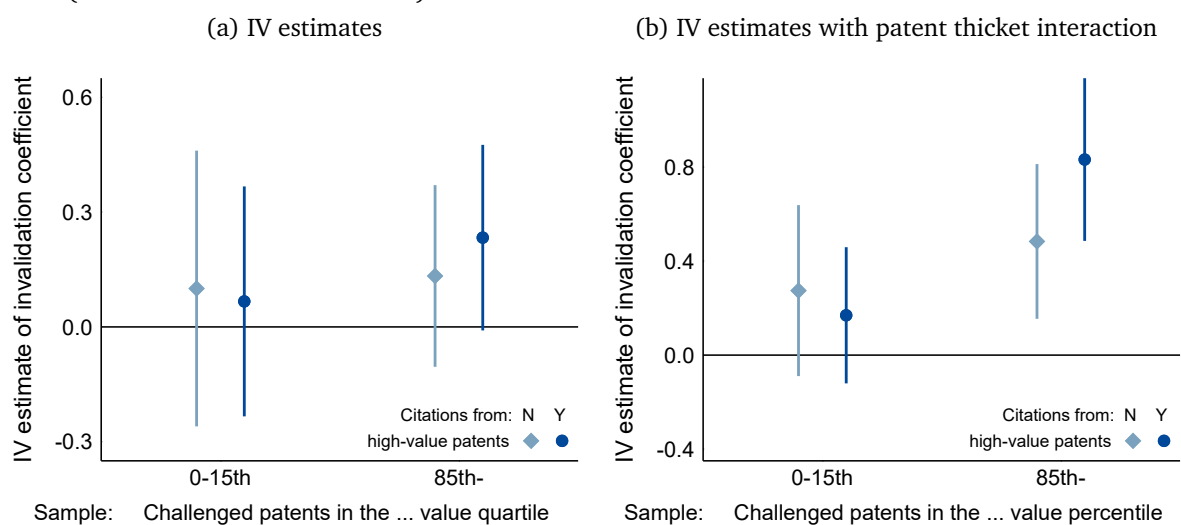 (a) IV estimates
(b) IV estimates with patent thicket interaction
IV estimate of invalidation coefficient
0.6
0.3
0.0
-0.3
Citations from: N Y
high-value patents
0-15th 85th-
Sample: Challenged patents in the ... value quartile
IV estimate of invalidation coefficient
0.8
0.4
0.0
-0.4
Citations from: N Y
high-value patents
0-15th 85th-
Sample: Challenged patents in the ... value percentile